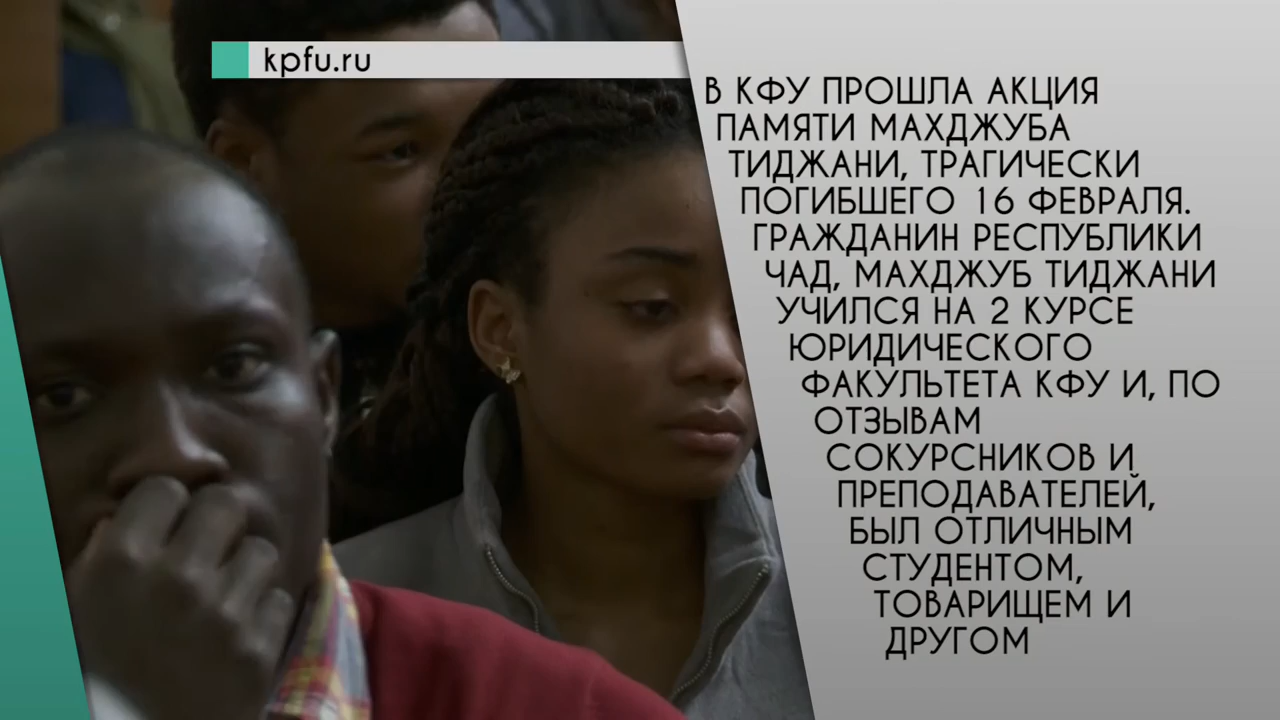 kpfu.ru
В КФУ ПРОШЛА АКЦИЯ
ПАМЯТИ МАХДЖУБА
ТИДЖАНИ, ТРАГИЧЕСКИ
ПОГИБШЕГО 16 ФЕВРАЛЯ.
ГРАЖДАНИН РЕСПУБЛИКИ
ЧАД, МАХДЖУБ ТИДЖАНИ
УЧИЛСЯ НА 2 КУРСЕ
ЮРИДИЧЕСКОГО
ФАКУЛЬТЕТА КФУ И, ПО
ОТЗЫВАМ
СОКУРСНИКОВ И
ПРЕПОДАВАТЕЛЕЙ,
БЫЛ ОТЛИЧНЫМ
СТУДЕНТОМ,
ТОВАРИЩЕМ И
ДРУГОМ